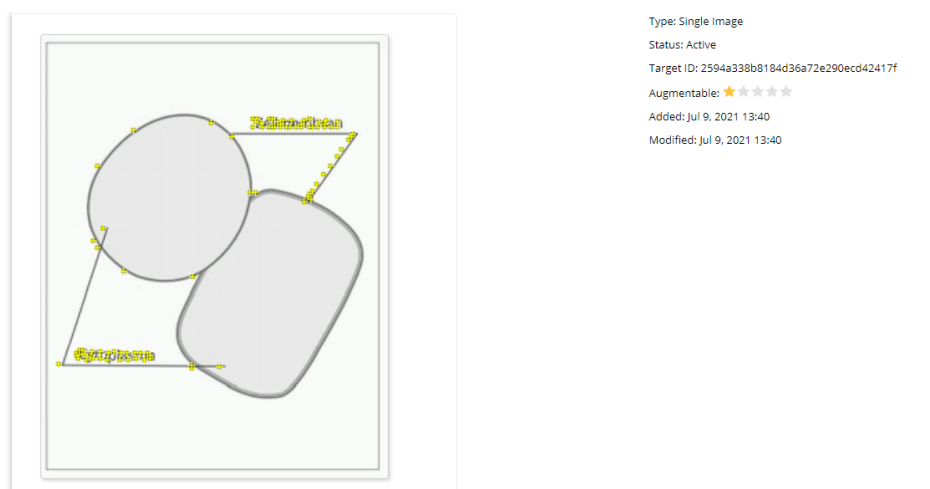 Type: Single Image
Status: Active
Target ID: 2594a338b8184d36a72e290ecd42417f
Augmentable:
Added: Jul 9, 2021 13:40
Modified: Jul 9, 2021 13:40